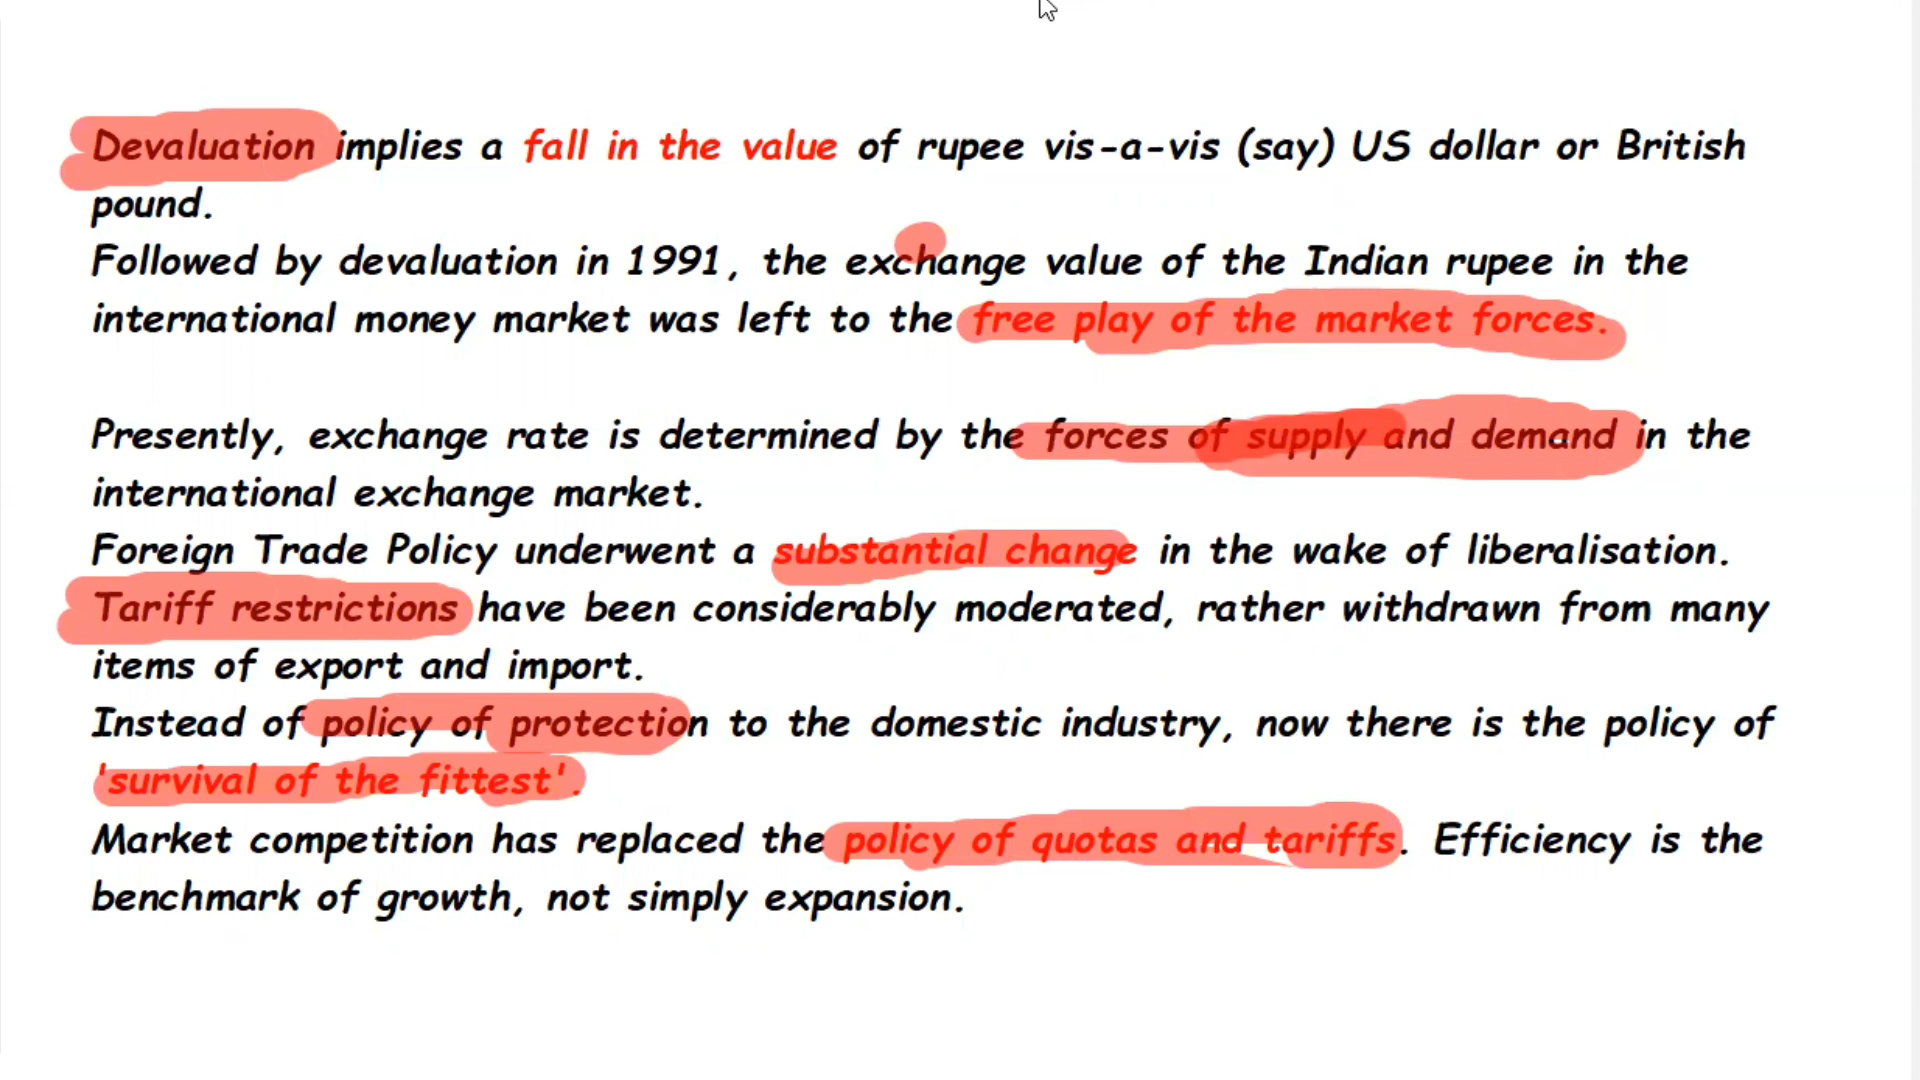 Devaluation implies a fall in the value of rupee vis-a-vis (say) US dollar or British
pound.
Followed by devaluation in 1991, the exchange value of the Indian rupee in the
international money market was left to the free play of the market forces.
Presently, exchange rate is determined by the forces of supply and demand in the
international exchange market.
Foreign Trade Policy underwent a substantial change in the wake of liberalisation.
Tariff restrictions have been considerably moderated, rather withdrawn from many
items of export and import.
Instead of policy of protection to the domestic industry, now there is the policy of
'survival of the fittest'.
Market competition has replaced the policy of quotas and tariffs. Efficiency is the
benchmark of growth, not simply expansion.